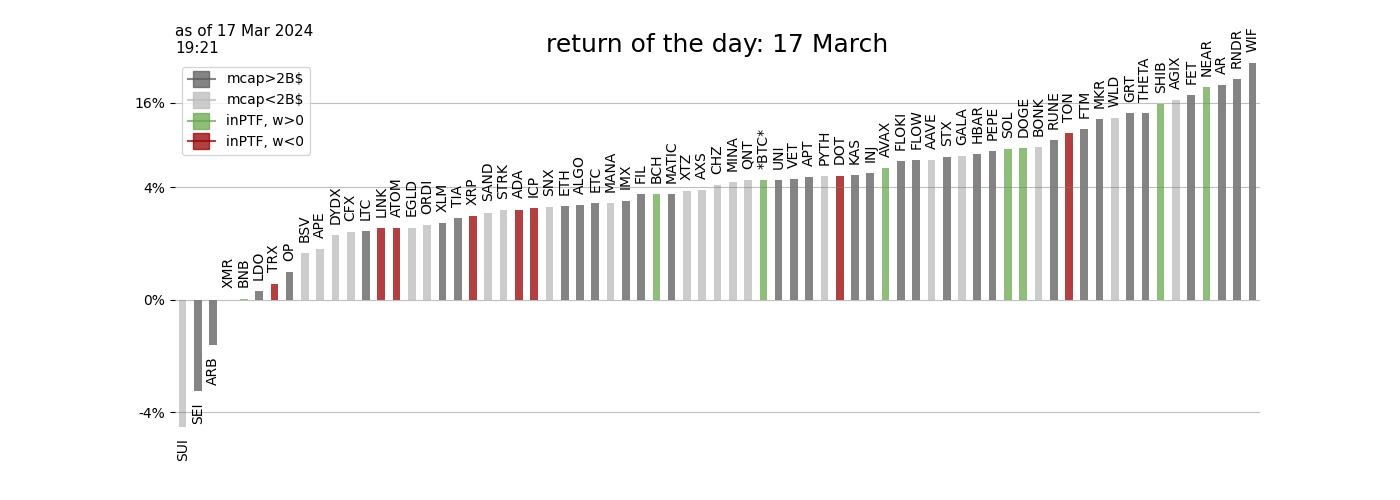 as of 17 Mar 2024
19:21
return of the day: 17 March
mcap>2B$
mcap<2B$
inPTF, w>0
inPTF, w<0
16%
4%
0%
-4%
SUI
SEI
ARB
XMR
BNB
LDO
TRX
OP
BSV
APE
DYDX
CFX
LTC
LINK
ATOM
EGLD
ORDI
XLM
TIA
XRP
SAND
STRK
ADA
ICP
SNX
ETH
ALGO
ETC
MANA
IMX
FIL
BCH
MATIC
XTZ
AXS
CHZ
MINA
QNT
*BTC*
UNI
VET
APT
PYTH
DOT
KAS
INJ
AVAX
FLOKI
FLOW
AAVE
STX
GALA
HBAR
PEPE
SOL
DOGE
BONK
RUNE
TON
FTM
MKR
WLD
GRT
THETA
SHIB
AGIX
FET
NEAR
AR
RNDR
WIF